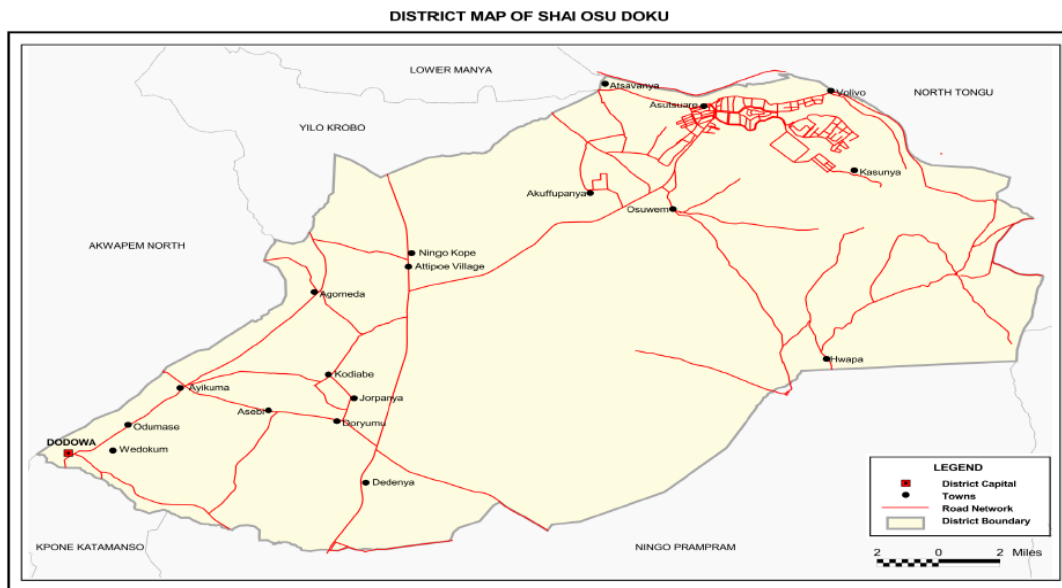 DISTRICT MAP OF SHAI OSU DOKU
LOWER MANYA
Atsavanya
Volivo
NORTH TONGU
Asutsuare
YILO KROBO
Kasunya
Akuffupanya
Osuwem
AKWAPEM NORTH
Ningo Kope
Attipoe Village
Agomeda
Hwapa
Kodiabe
Ayikuma
Jorpanya
Asebi
Doryumu
Odumase
DODOWA
Wedokum
Dedenya
LEGEND
District Capital
Towns
Road Network
District Boundary
KPONE KATAMANSO
NINGO PRAMPRAM
2 0 2 Miles